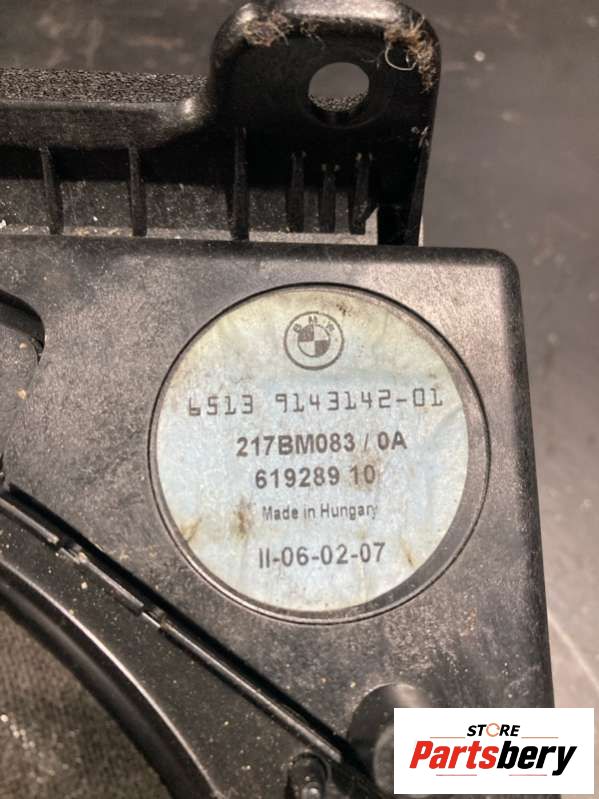 BMW
6513 9143142-01
217BM083 / 0A
619289 10
Made in Hungary
II-06-02-07
STORE
Partsbery